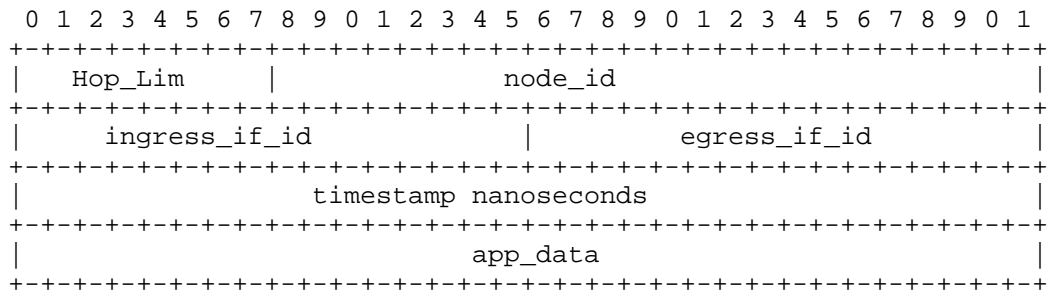 0 1 2 3 4 5 6 7 8 9 0 1 2 3 4 5 6 7 8 9 0 1 2 3 4 5 6 7 8 9 0 1
+-+-+-+-+-+-+-+-+-+-+-+-+-+-+-+-+-+-+-+-+-+-+-+-+-+-+-+-+-+-+-+-+
|   Hop_Lim     |              node_id                          |
+-+-+-+-+-+-+-+-+-+-+-+-+-+-+-+-+-+-+-+-+-+-+-+-+-+-+-+-+-+-+-+-+
|     ingress_if_id             |         egress_if_id          |
+-+-+-+-+-+-+-+-+-+-+-+-+-+-+-+-+-+-+-+-+-+-+-+-+-+-+-+-+-+-+-+-+
|                  timestamp nanoseconds                        |
+-+-+-+-+-+-+-+-+-+-+-+-+-+-+-+-+-+-+-+-+-+-+-+-+-+-+-+-+-+-+-+-+
|                            app_data                           |
+-+-+-+-+-+-+-+-+-+-+-+-+-+-+-+-+-+-+-+-+-+-+-+-+-+-+-+-+-+-+-+-+